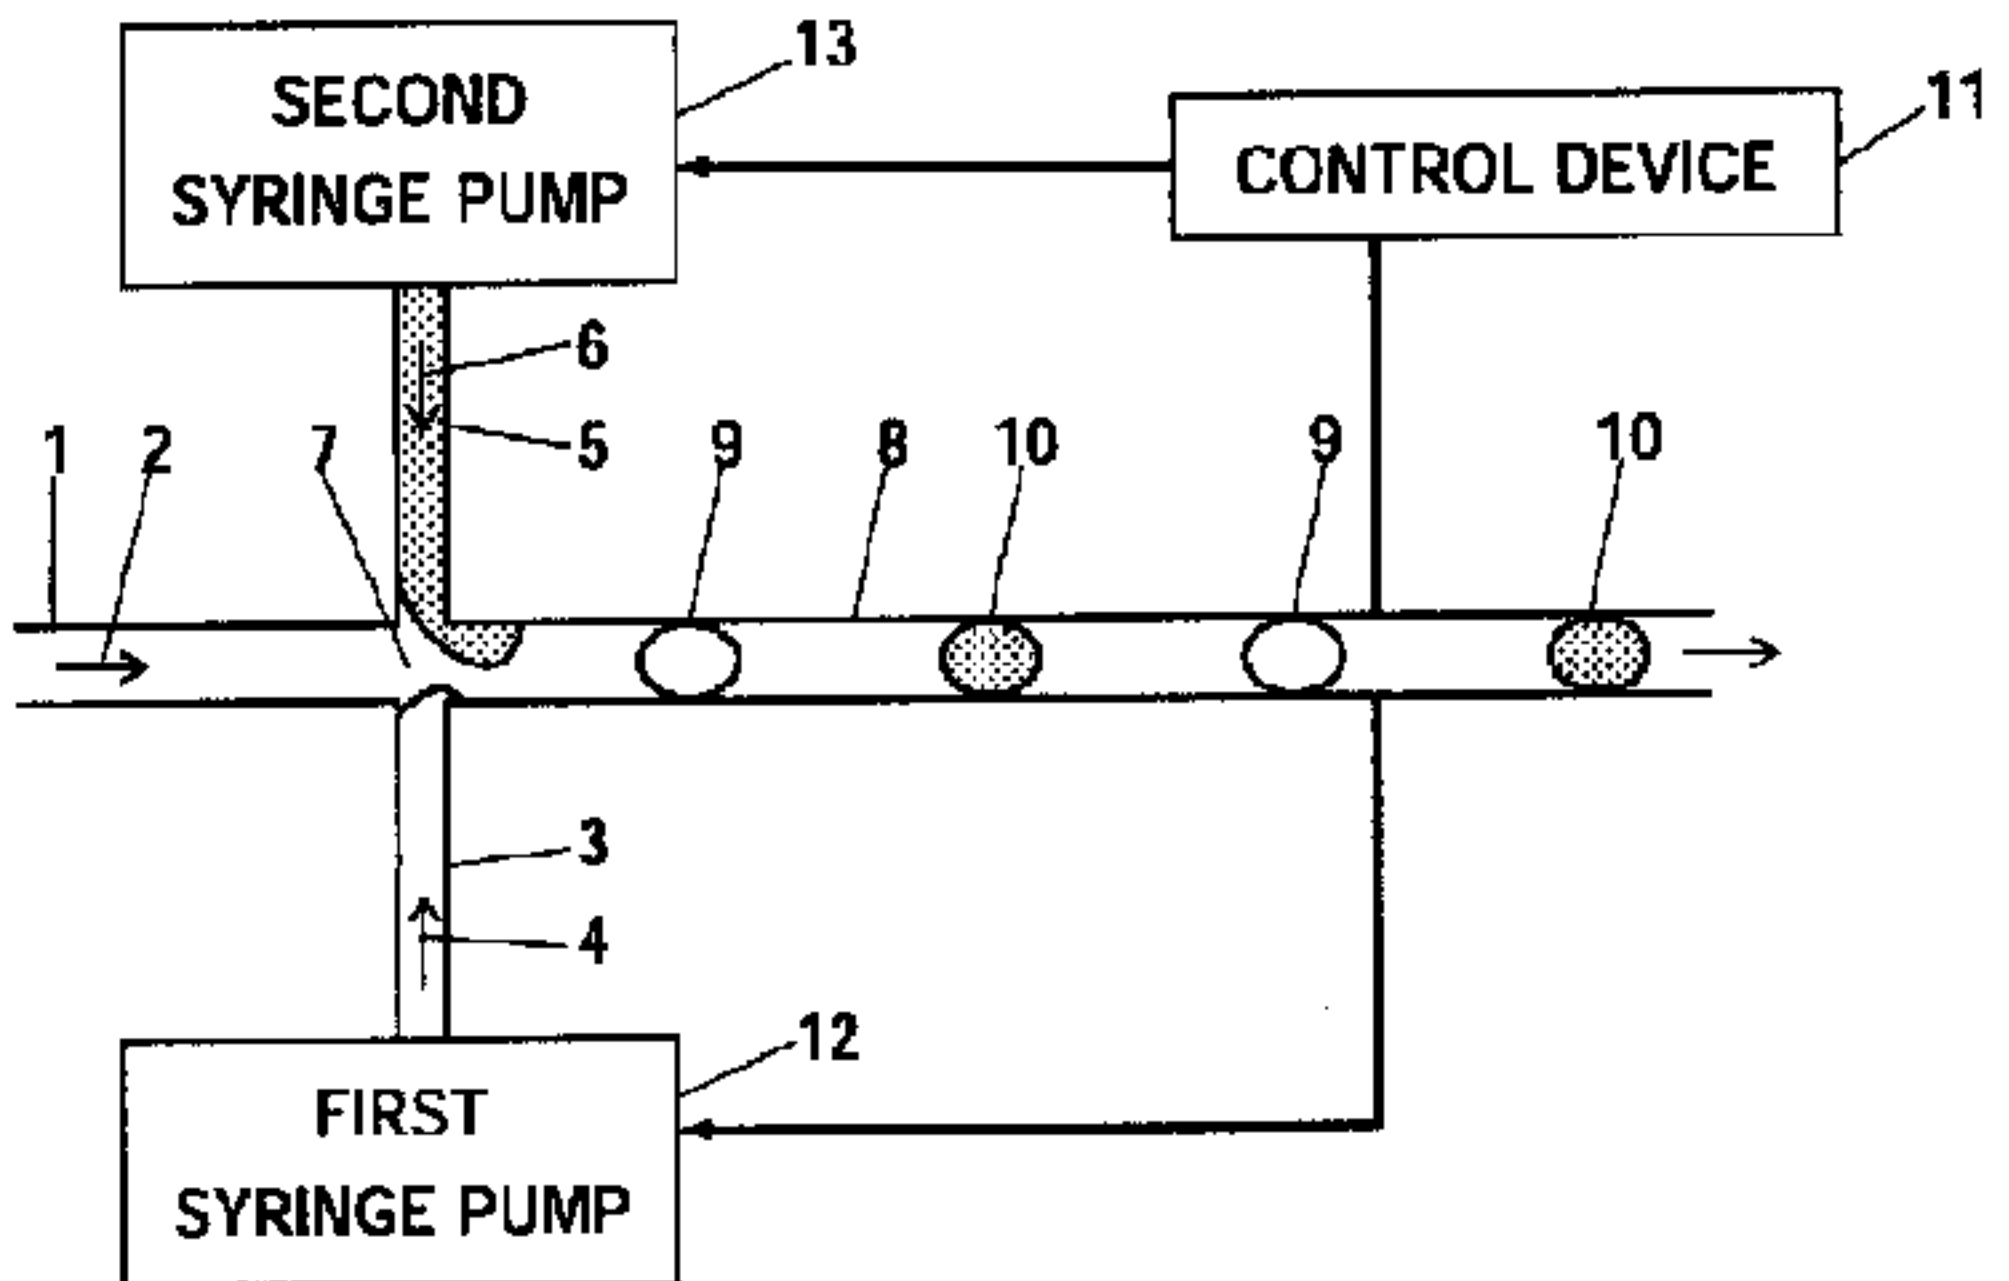 13
SECOND
SYRINGE PUMP
11
CONTROL DEVICE
6
5
1 2 7 9 8 10 9 10
3
4
12
FIRST
SYRINGE PUMP